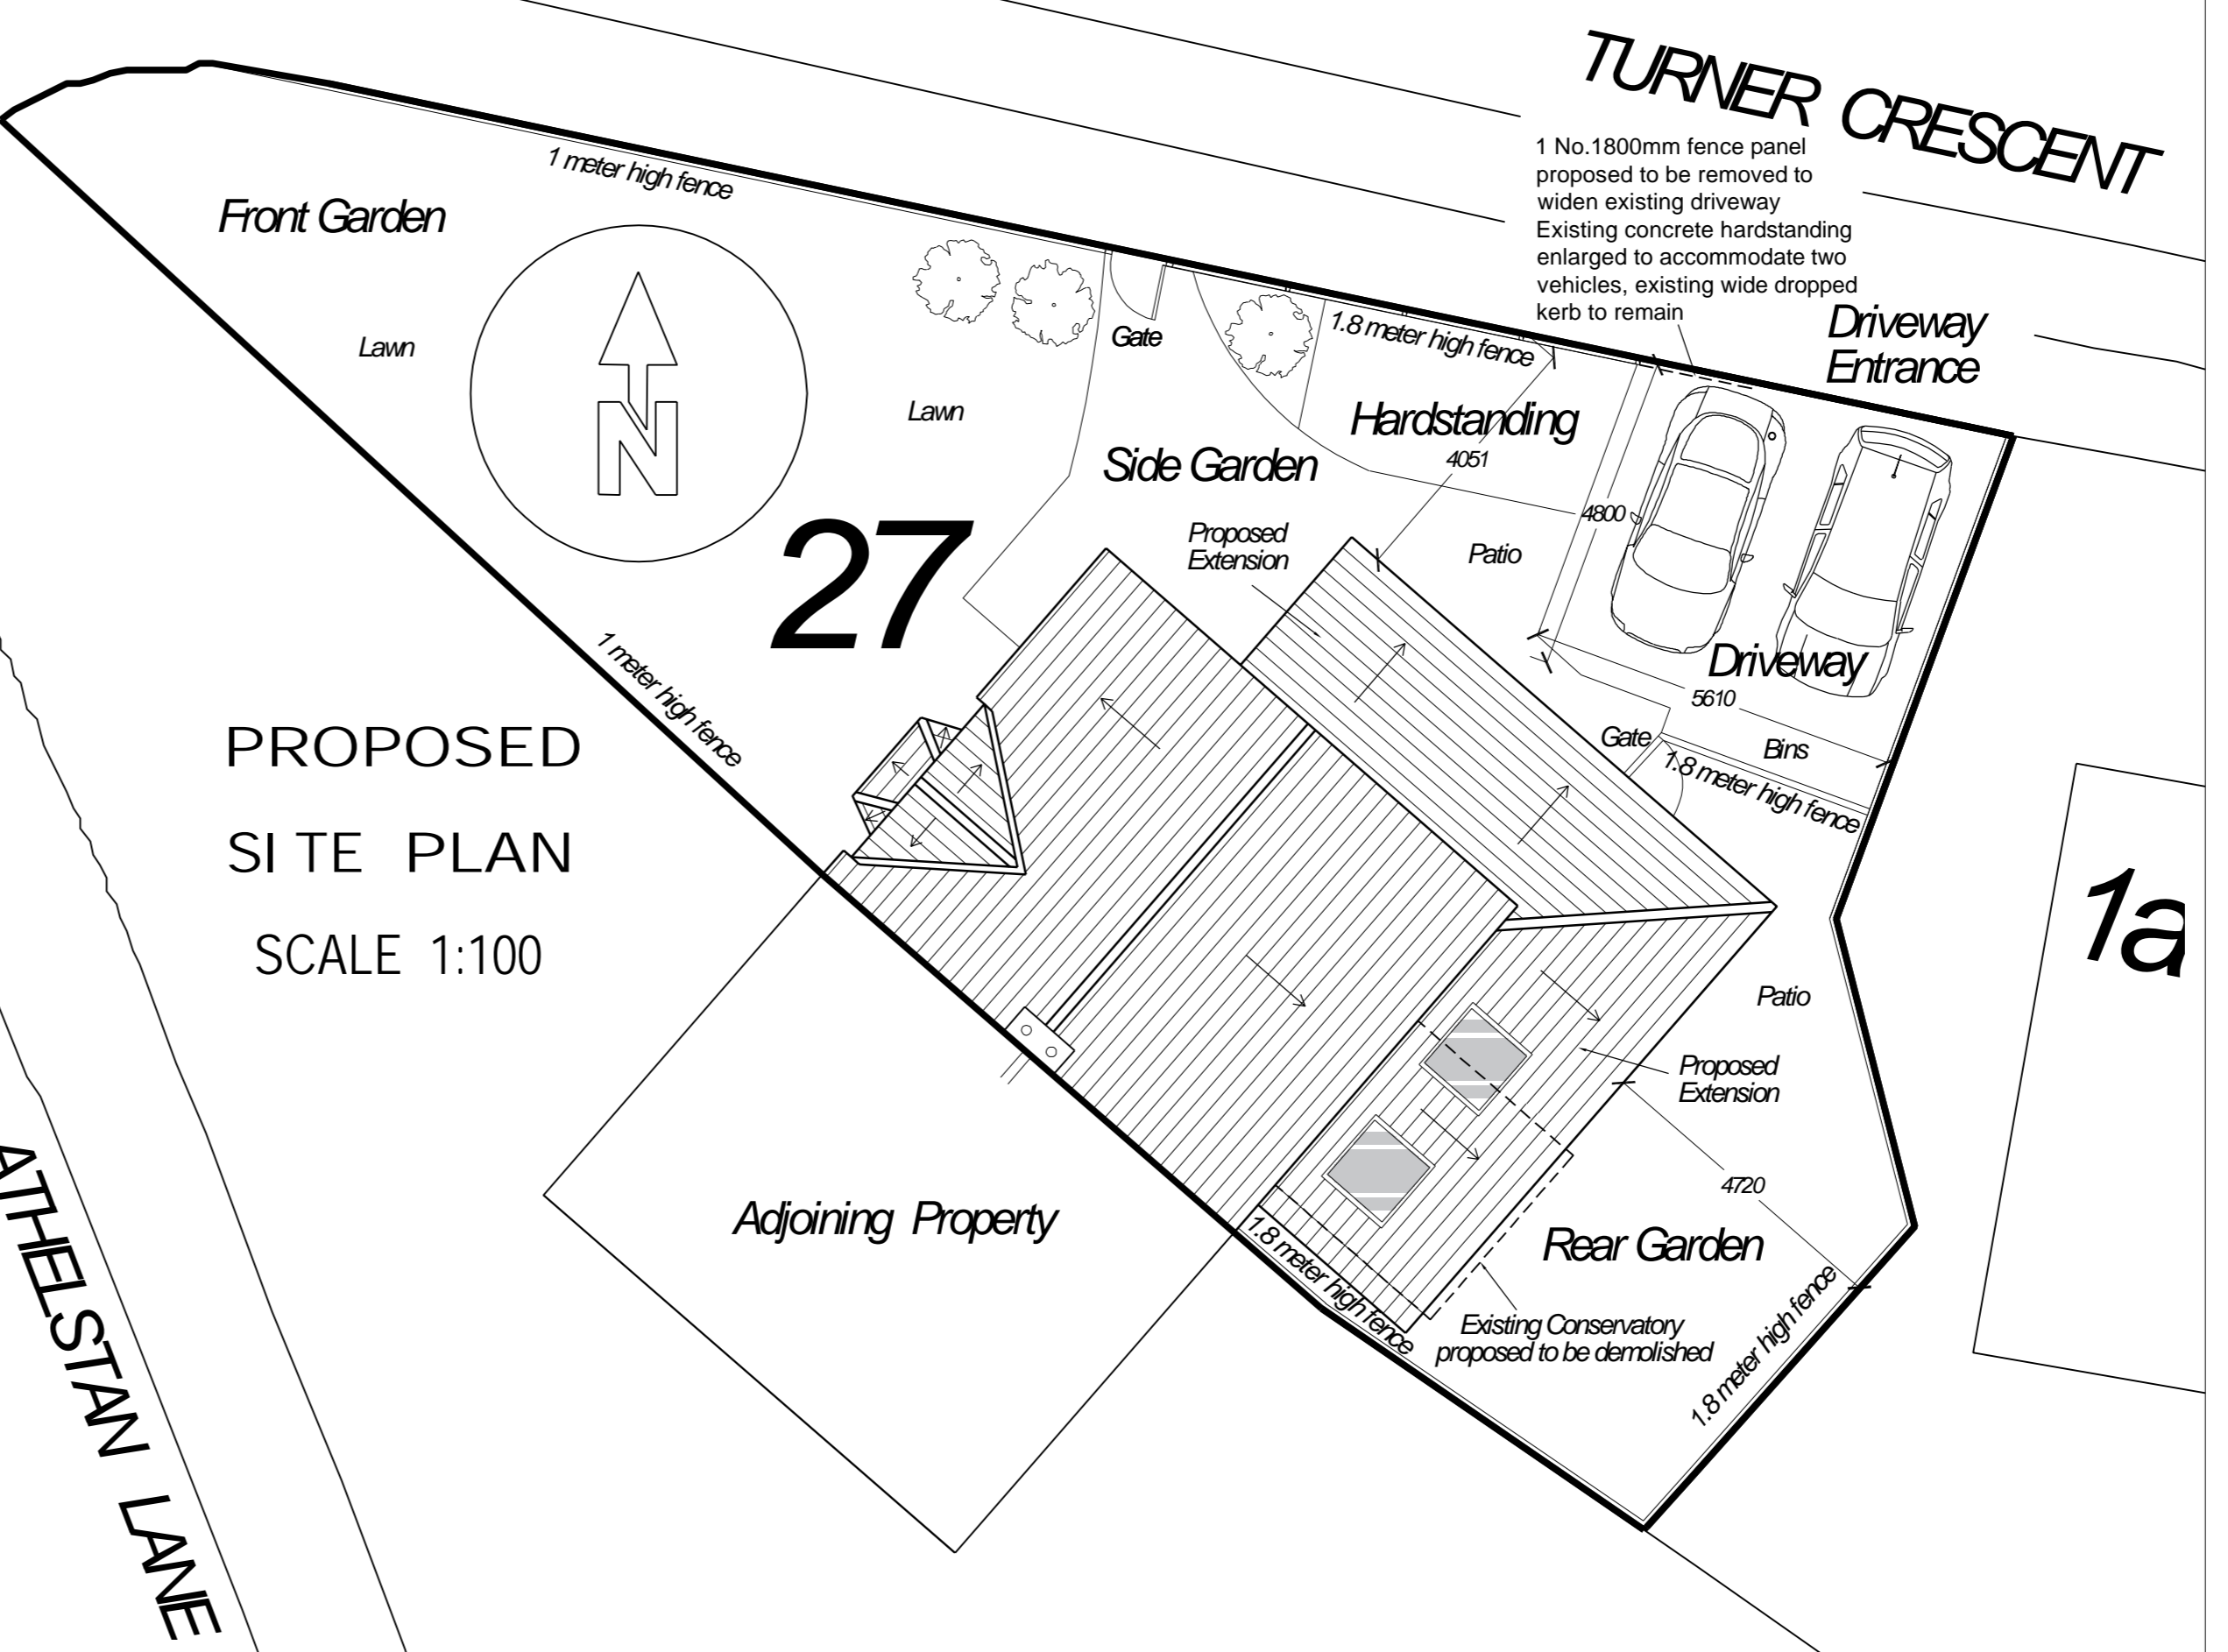 TURNER CRESCENT
1 No.1800mm fence panel
proposed to be removed to
widen existing driveway
Existing concrete hardstanding
enlarged to accommodate two
vehicles, existing wide dropped
kerb to remain
1 meter high fence
Front Garden
N
Lawn
Gate
1.8 meter high fence
Driveway
Entrance
Lawn
Hardstanding
4051
Side Garden
4800
27
Proposed
Extension
Patio
1 meter high fence
Driveway
5610
PROPOSED
SITE PLAN
SCALE 1:100
Gate
Bins
1.8 meter high fence
1a
Patio
Proposed
Extension
4720
Adjoining Property
Rear Garden
1.8 meter high fence
Existing Conservatory
proposed to be demolished
1.8 meter high fence
ATHELSTAN LANE